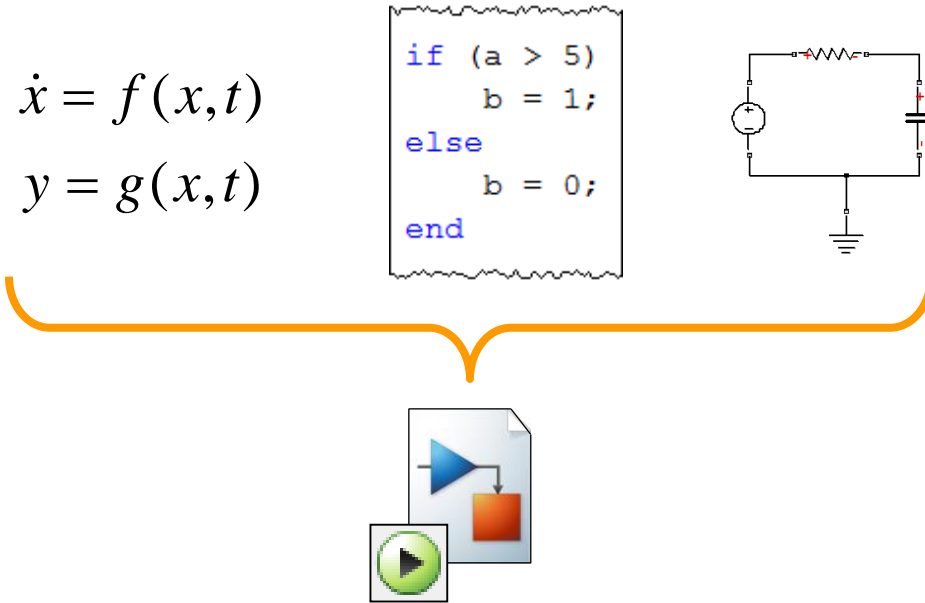 ẋ = f(x,t)
y = g(x,t)
if (a > 5)
    b = 1;
else
    b = 0;
end
+ -
+
-
+
-